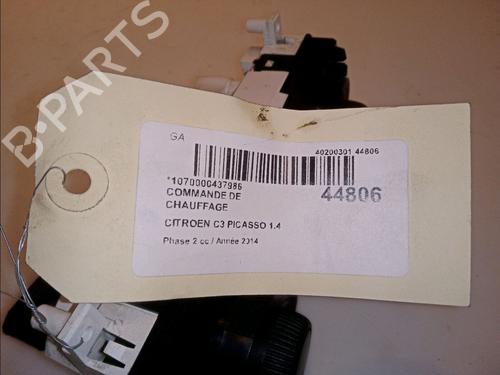 B-PARTS
GA
40200301 44806
*1070000437986
44806
COMMANDE DE
CHAUFFAGE
CITROEN C3 PICASSO 1.4
Phase 2 cc / Année 2014